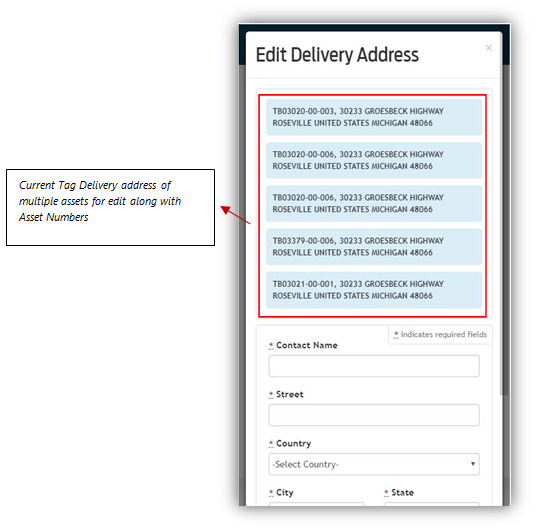 Edit Delivery Address
×
TB03020-00-003, 30233 GROESBECK HIGHWAY
ROSEVILLE UNITED STATES MICHIGAN 48066
TB03020-00-006, 30233 GROESBECK HIGHWAY
ROSEVILLE UNITED STATES MICHIGAN 48066
TB03020-00-006, 30233 GROESBECK HIGHWAY
ROSEVILLE UNITED STATES MICHIGAN 48066
TB03379-00-006, 30233 GROESBECK HIGHWAY
ROSEVILLE UNITED STATES MICHIGAN 48066
TB03021-00-001, 30233 GROESBECK HIGHWAY
ROSEVILLE UNITED STATES MICHIGAN 48066
Current Tag Delivery address of
multiple assets for edit along with
Asset Numbers
* indicates required fields
* Contact Name
* Street
* Country
-Select Country-
* City * State